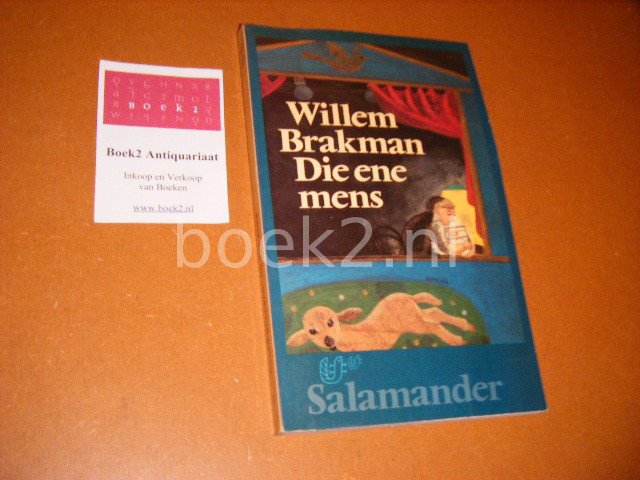 BOEK2
Boek2 Antiquariaat
Inkoop en Verkoop
van Boeken
www.boek2.nl
Willem
Brakman
Die ene
mens
boek2.nl
Salamander